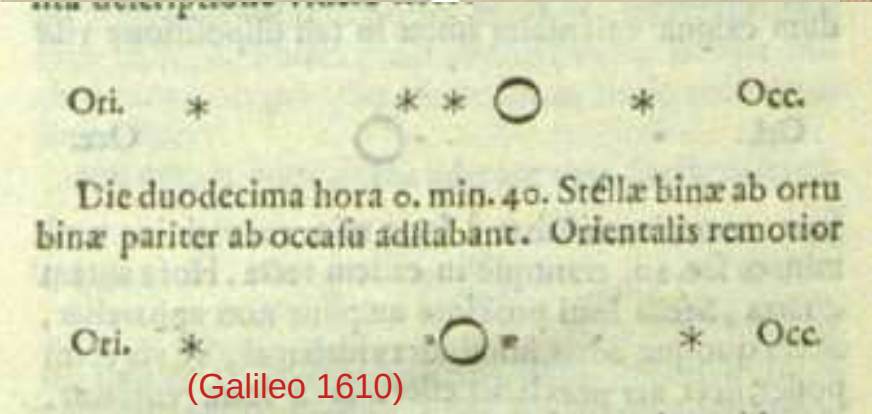 Ori. * * * O * Occ.
Die duodecima hora 0. min. 40. Stellæ binæ ab ortu
binæ pariter ab occaſu adſtabant. Orientalis remotior
Ori. * O * Occ.
(Galileo 1610)